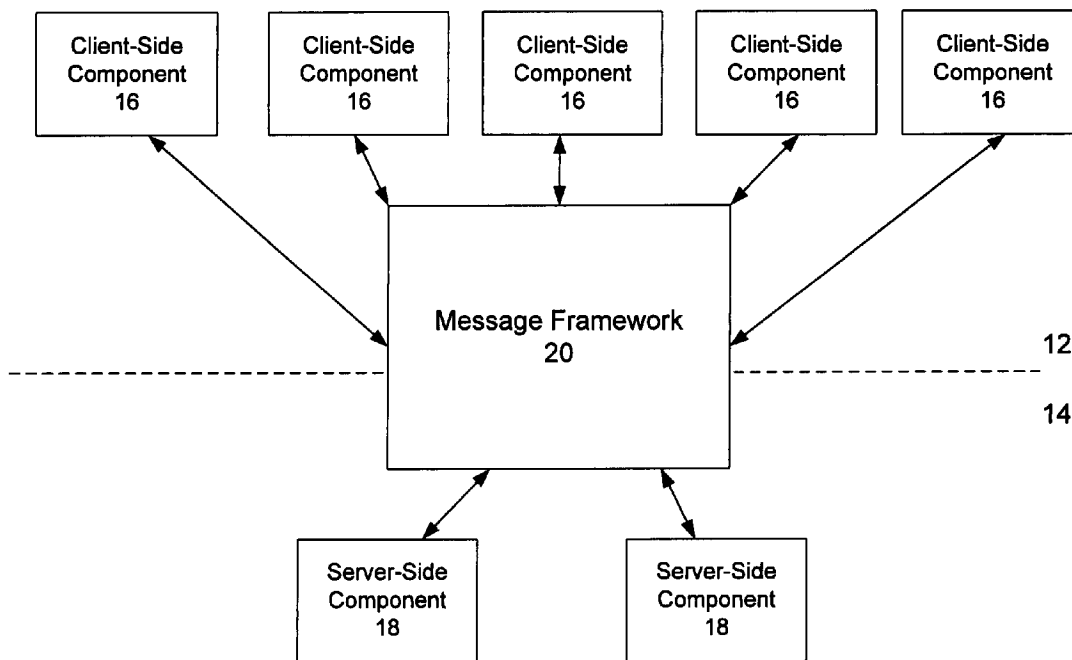 Client-Side
Component
16
Client-Side
Component
16
Client-Side
Component
16
Client-Side
Component
16
Client-Side
Component
16
Message Framework
20
12
14
Server-Side
Component
18
Server-Side
Component
18